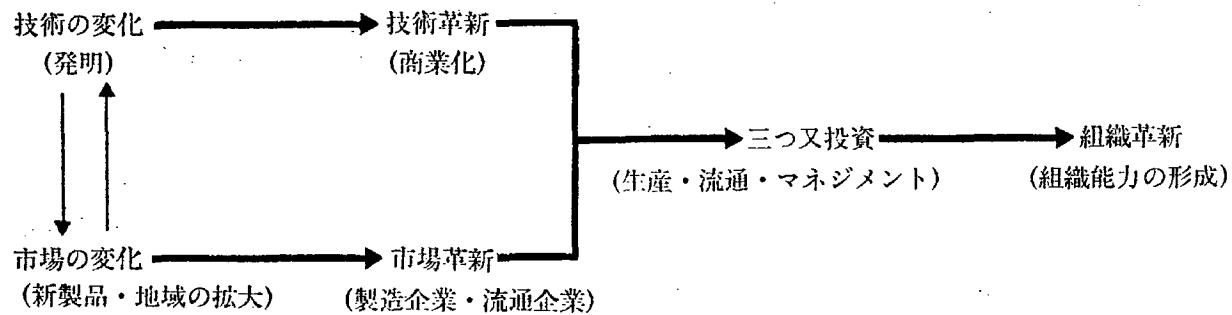 技術の変化
技術革新
(発明)
(商業化)
三つ又投資
組織革新
(生産・流通・マネジメント)
(組織能力の形成)
市場の変化
市場革新
(新製品・地域の拡大)
(製造企業・流通企業)